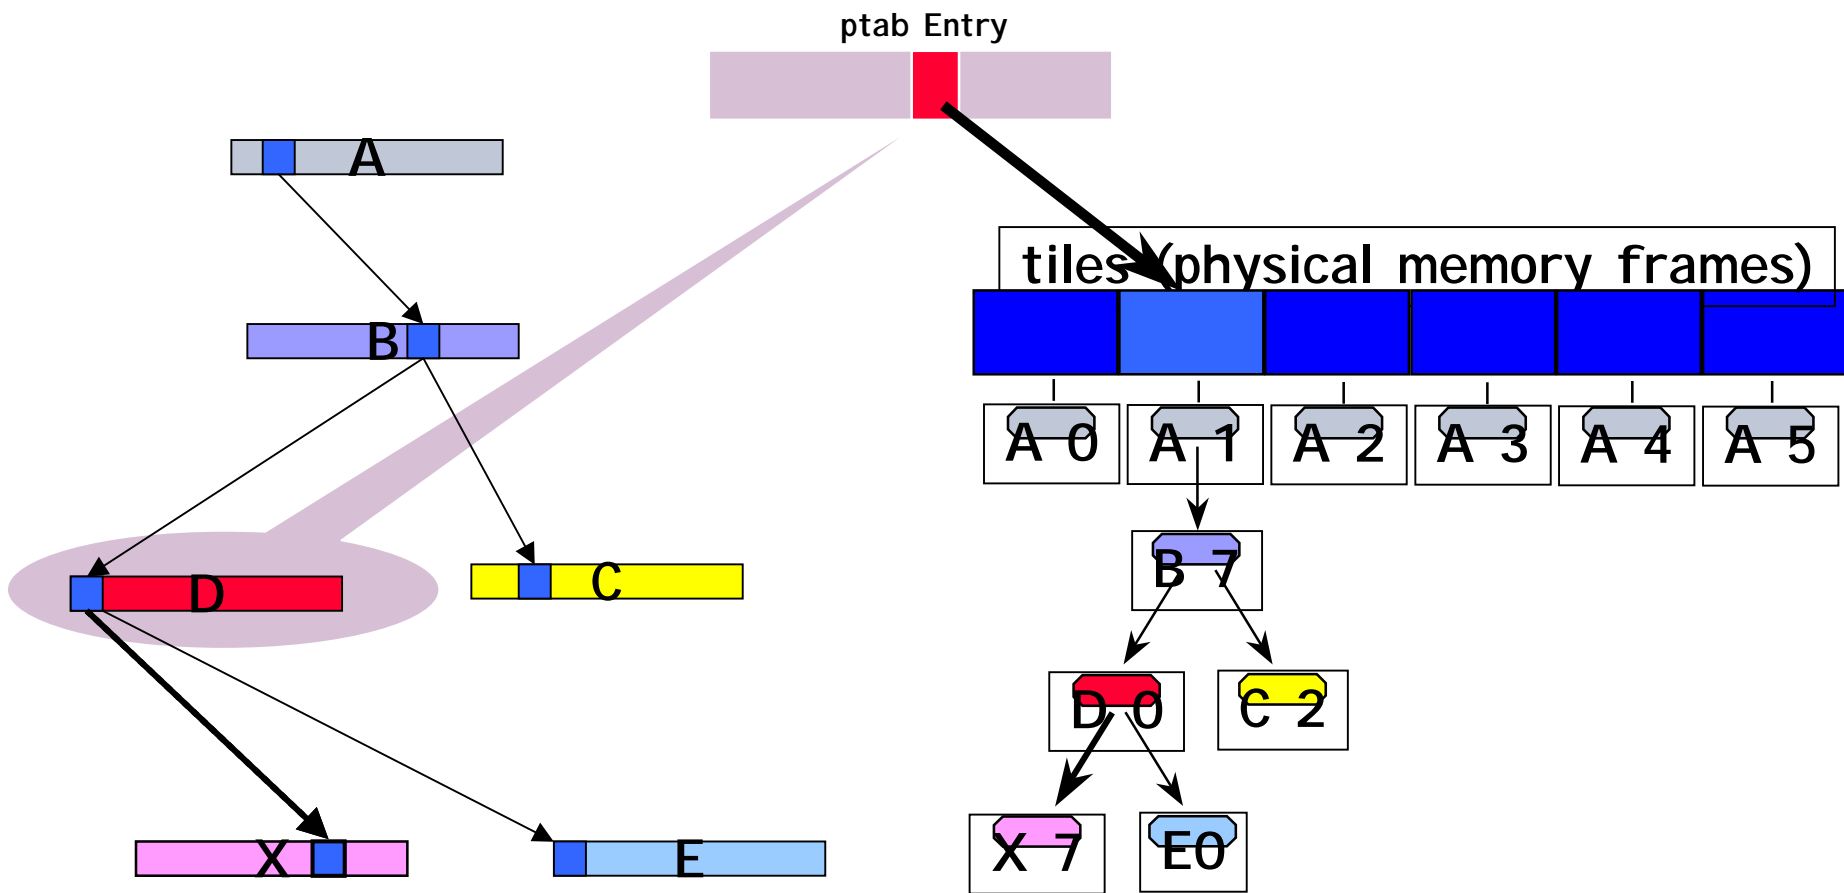 ptab Entry
A
tiles (physical memory frames)
B
A 0 A 1 A 2 A 3 A 4 A 5
B 7
D
C
D 0 C 2
X
E
X 7 E0